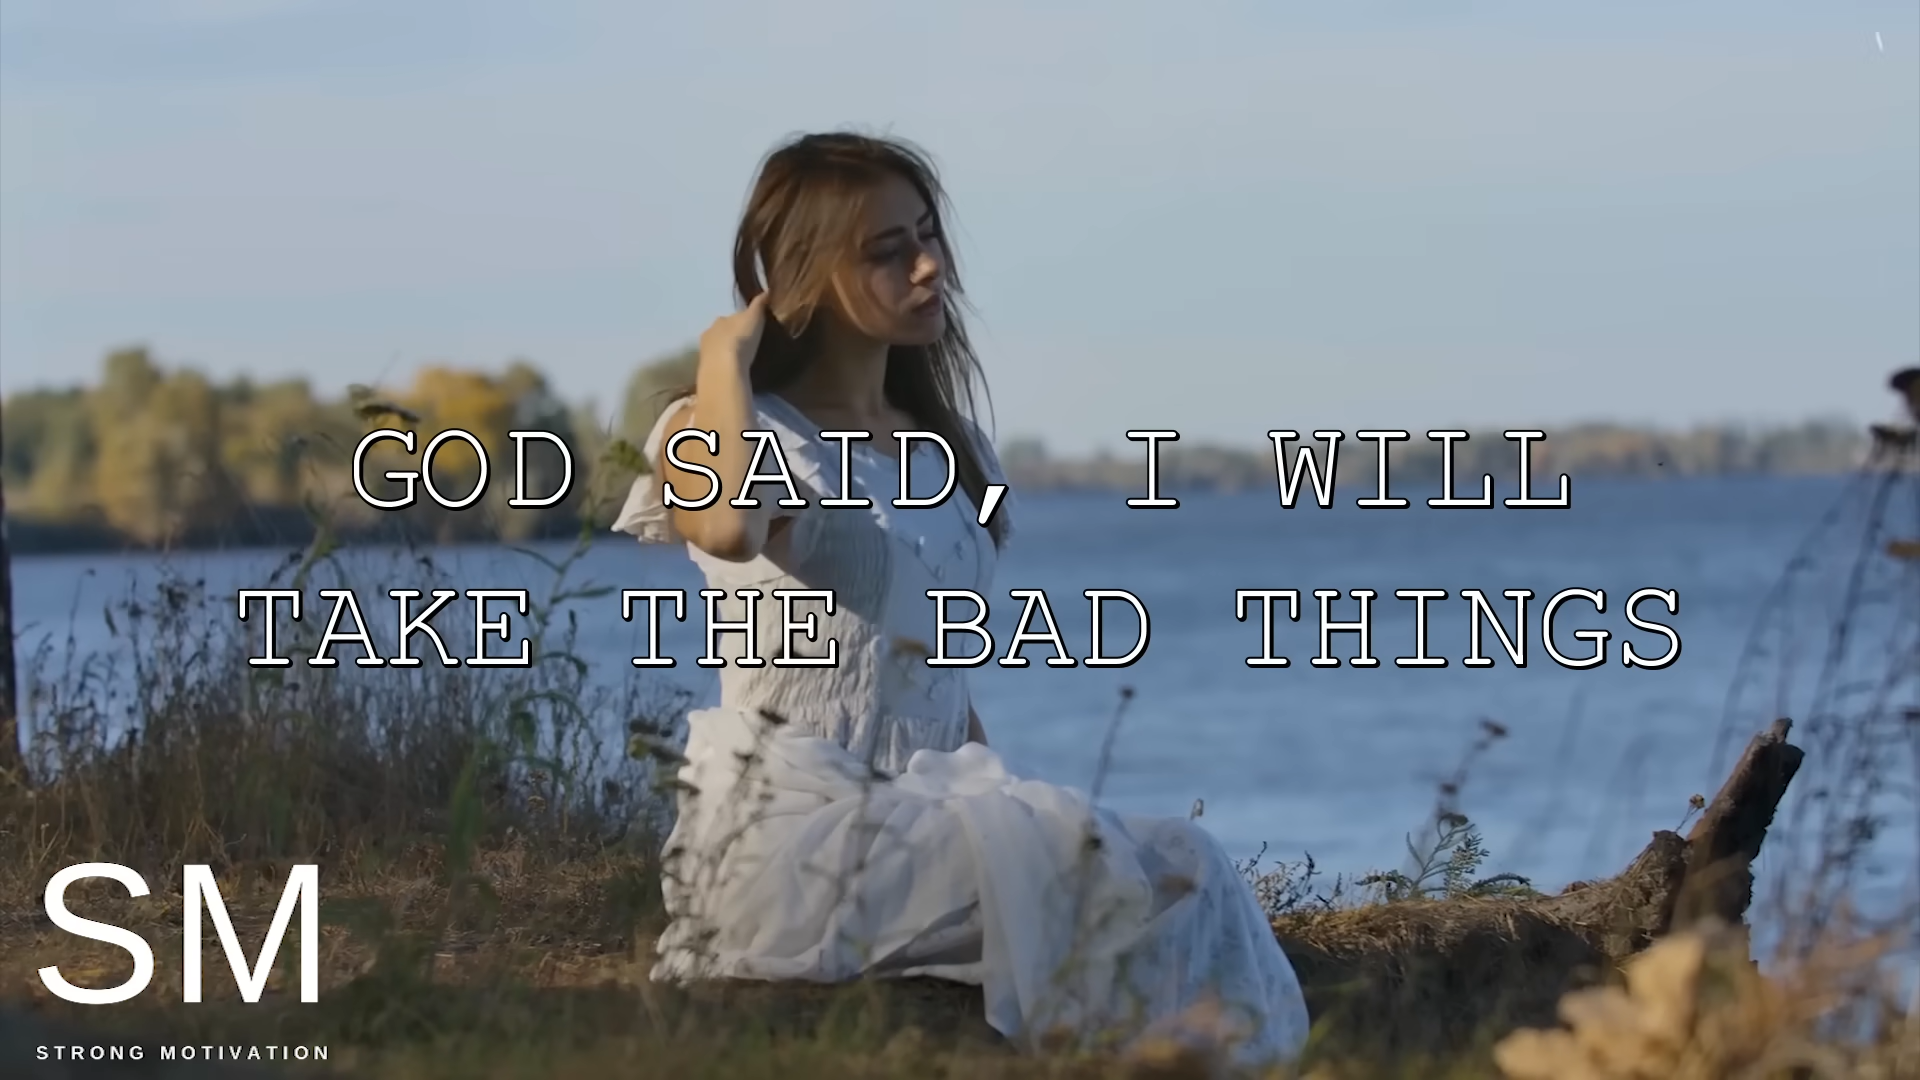 GOD SAID, I WILL
TAKE THE BAD THINGS
SM
STRONG MOTIVATION